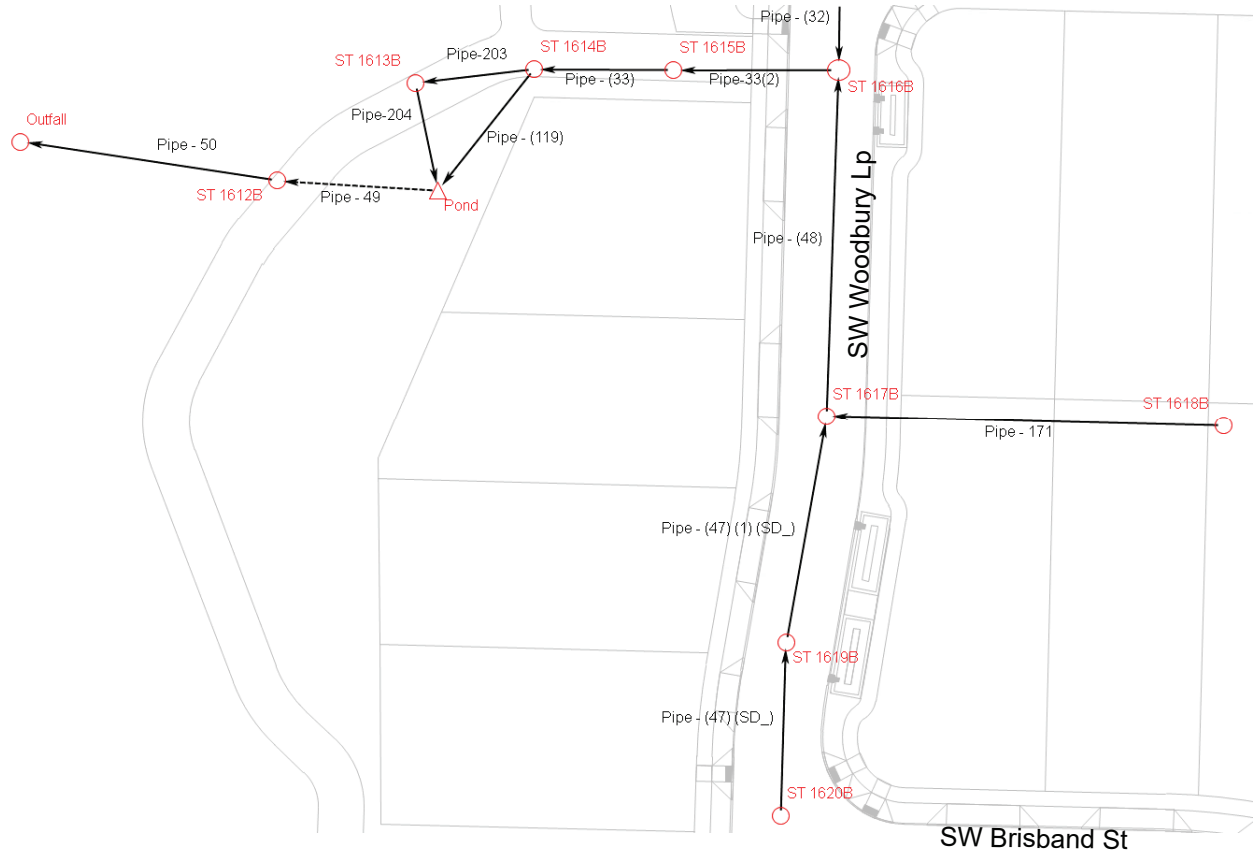 Pipe - (32)
ST 1614B
ST 1615B
Pipe-203
ST 1613B
Pipe - (33)
Pipe-33(2)
ST 1616B
Pipe-204
Outfall
Pipe - (119)
Pipe - 50
ST 1612B
Pipe - 49
Pond
Pipe - (48)
SW Woodbury Lp
ST 1617B
ST 1618B
Pipe - 171
Pipe - (47) (1) (SD_)
ST 1619B
Pipe - (47) (SD_)
ST 1620B
SW Brisband St